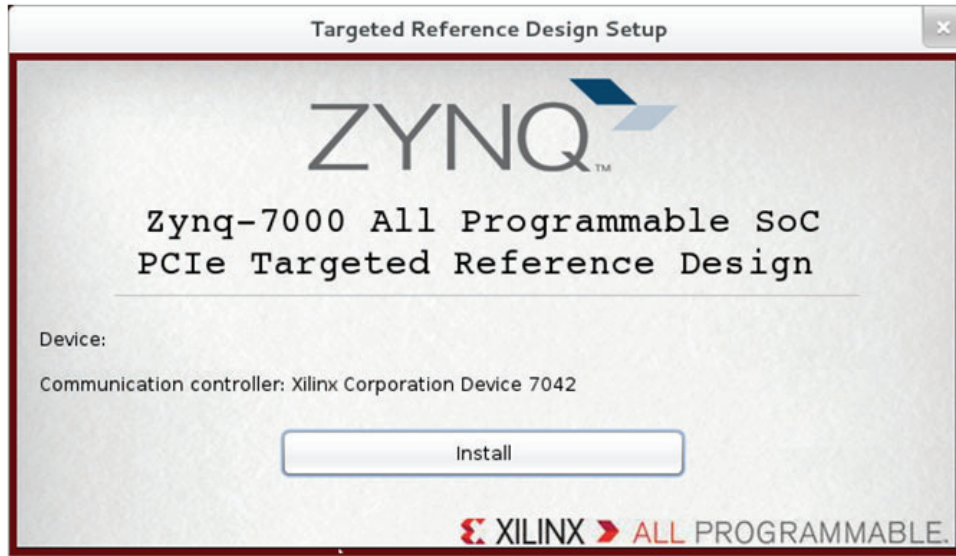 Targeted Reference Design Setup
ZYNQ™
Zynq-7000 All Programmable SoC
PCIe Targeted Reference Design
Device:
Communication controller: Xilinx Corporation Device 7042
Install
XILINX ALL PROGRAMMABLE.